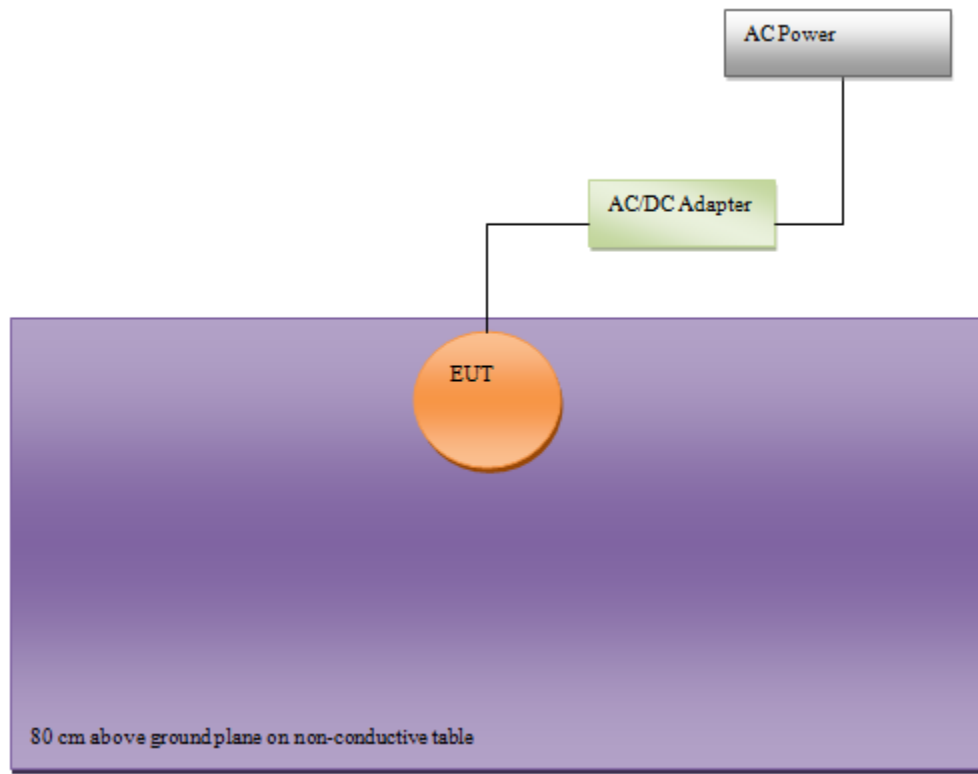 AC Power
AC/DC Adapter
EUT
80 cm above ground plane on non-conductive table